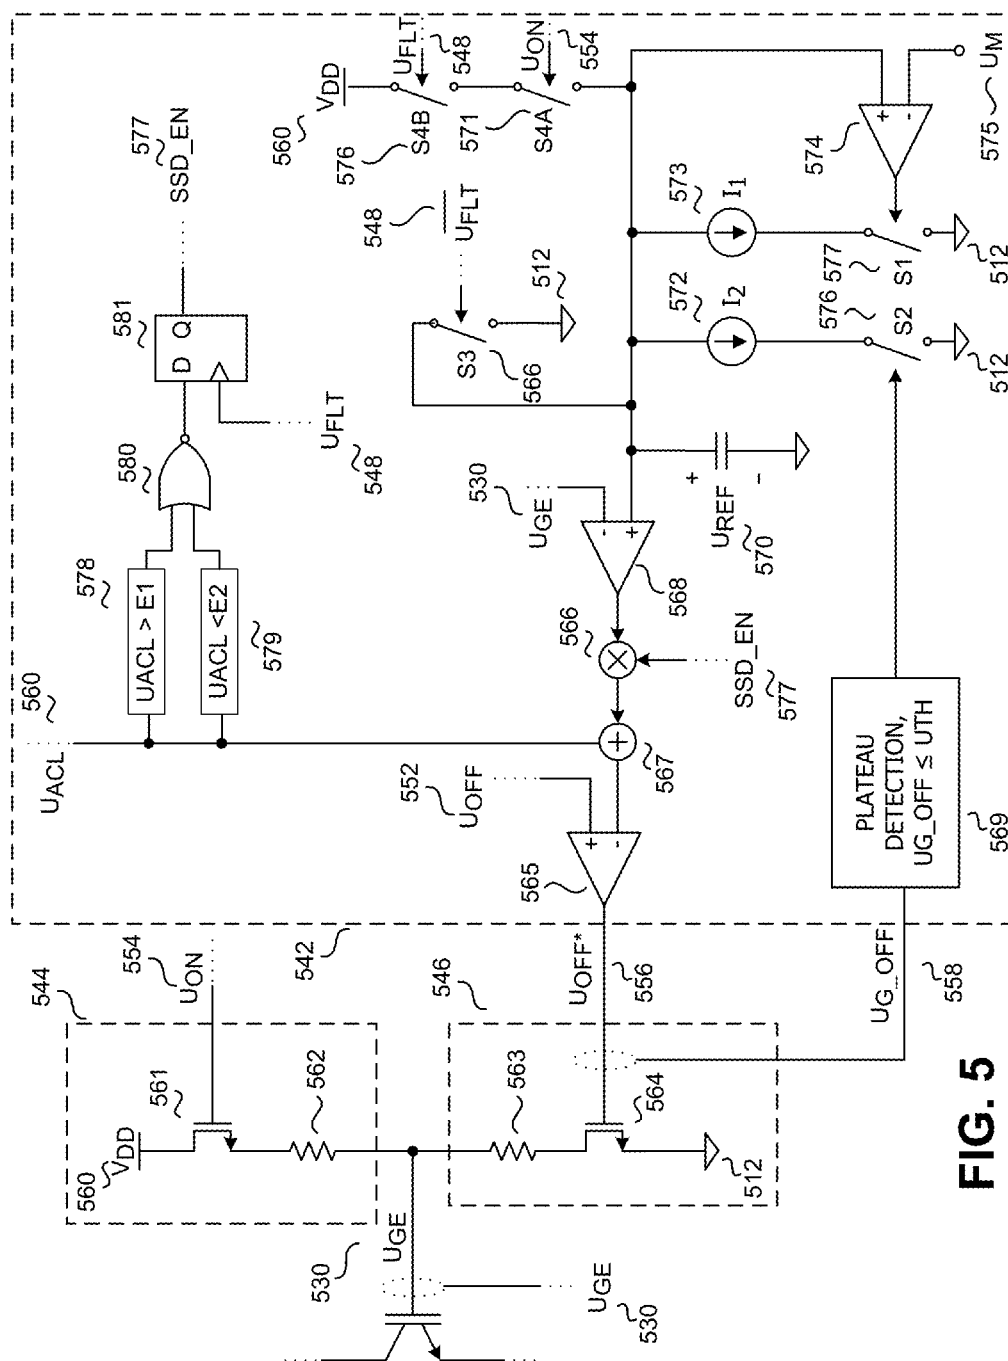 FIG. 5
542
544
560
VDD
561
562
UON
554
530
UGE
UGE
530
546
563
564
512
UOFF*
556
UG_OFF
558
UACL
560
UACL > E1
578
UACL <E2
579
580
D Q
581
UFLT
548
SSD_EN
577
552
UOFF
+
-
565
+
567
566
SSD_EN
577
UGE
530
-
+
568
+
UREF
-
570
PLATEAU
DETECTION,
UG_OFF ≤ UTH
569
S3
566
UFLT
548
512
560
VDD
UFLT
548
S4B
576
UON
554
S4A
571
572
I2
573
I1
576
S2
512
577
S1
512
574
+
-
UM
575